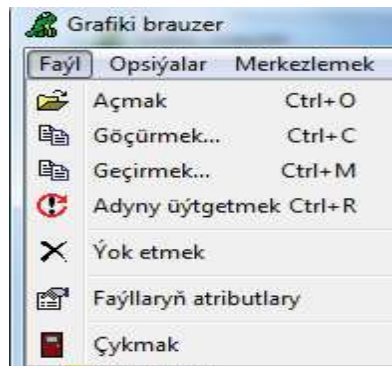 Grafiki brauzer
Faýl Opsiýalar Merkezlemek
Açmak Ctrl+O
Göçürmek... Ctrl+C
Geçirmek... Ctrl+M
Adyny üýtgetmek Ctrl+R
Ýok etmek
Faýllaryň atributlary
Çykmak